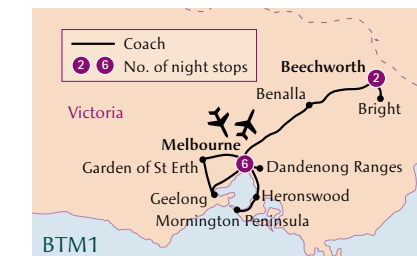 Coach
2 6 No. of night stops
Beechworth
2
Benalla
Bright
Victoria
Melbourne
Garden of St Erth
6
Dandenong Ranges
Geelong
Heronswood
Mornington Peninsula
BTM1